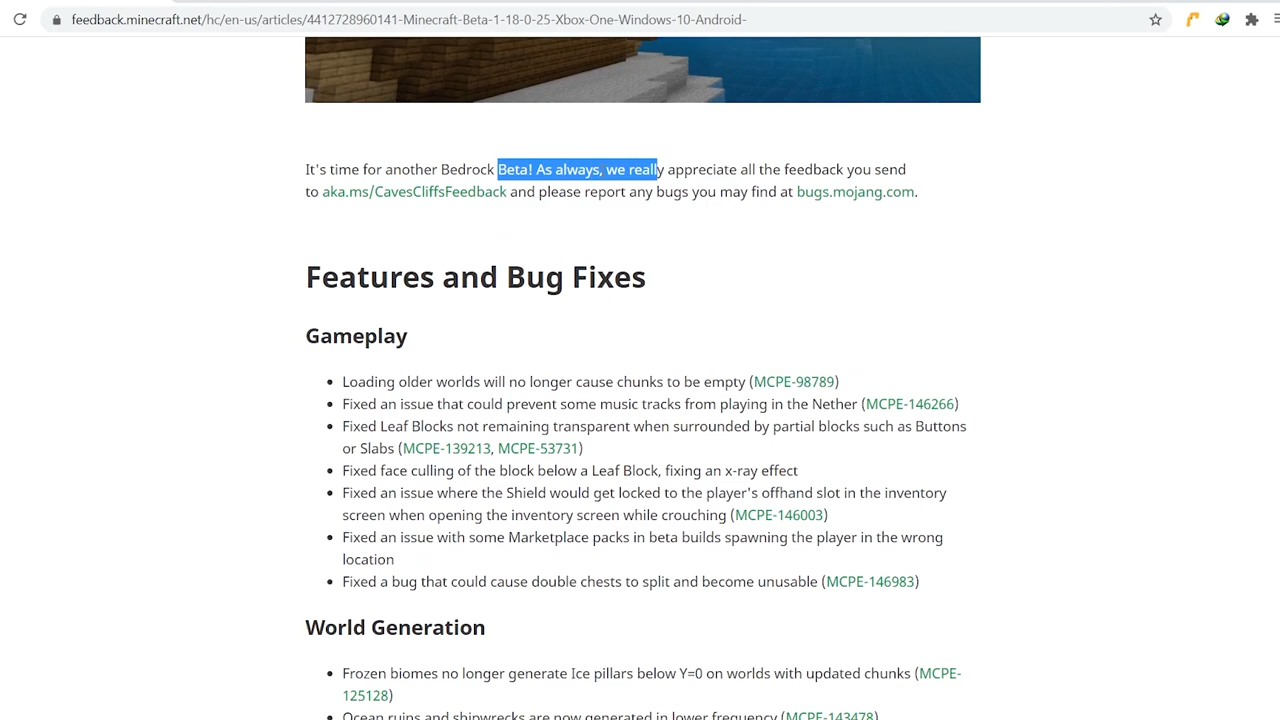 feedback.minecraft.net/hc/en-us/articles/4412728960141-Minecraft-Beta-1-18-0-25-Xbox-One-Windows-10-Android-
It's time for another Bedrock Beta! As always, we really appreciate all the feedback you send
to aka.ms/CavesCliffsFeedback and please report any bugs you may find at bugs.mojang.com.
Features and Bug Fixes
Gameplay
Loading older worlds will no longer cause chunks to be empty (MCPE-98789)
Fixed an issue that could prevent some music tracks from playing in the Nether (MCPE-146266)
Fixed Leaf Blocks not remaining transparent when surrounded by partial blocks such as Buttons
or Slabs (MCPE-139213, MCPE-53731)
Fixed face culling of the block below a Leaf Block, fixing an x-ray effect
Fixed an issue where the Shield would get locked to the player's offhand slot in the inventory
screen when opening the inventory screen while crouching (MCPE-146003)
Fixed an issue with some Marketplace packs in beta builds spawning the player in the wrong
location
Fixed a bug that could cause double chests to split and become unusable (MCPE-146983)
World Generation
Frozen biomes no longer generate Ice pillars below Y=0 on worlds with updated chunks (MCPE-
125128)
Ocean ruins and shipwrecks are now generated in lower frequency (MCPE-143478)